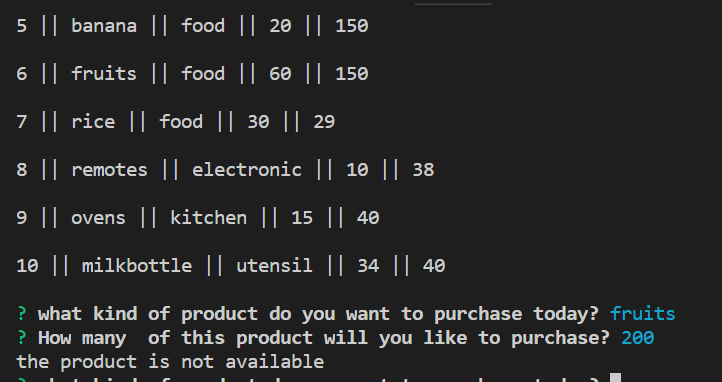 5 || banana || food || 20 || 150
6 || fruits || food || 60 || 150
7 || rice || food || 30 || 29
8 || remotes || electronic || 10 || 38
9 || ovens || kitchen || 15 || 40
10 || milkbottle || utensil || 34 || 40
? what kind of product do you want to purchase today? fruits
? How many  of this product will you like to purchase? 200
the product is not available